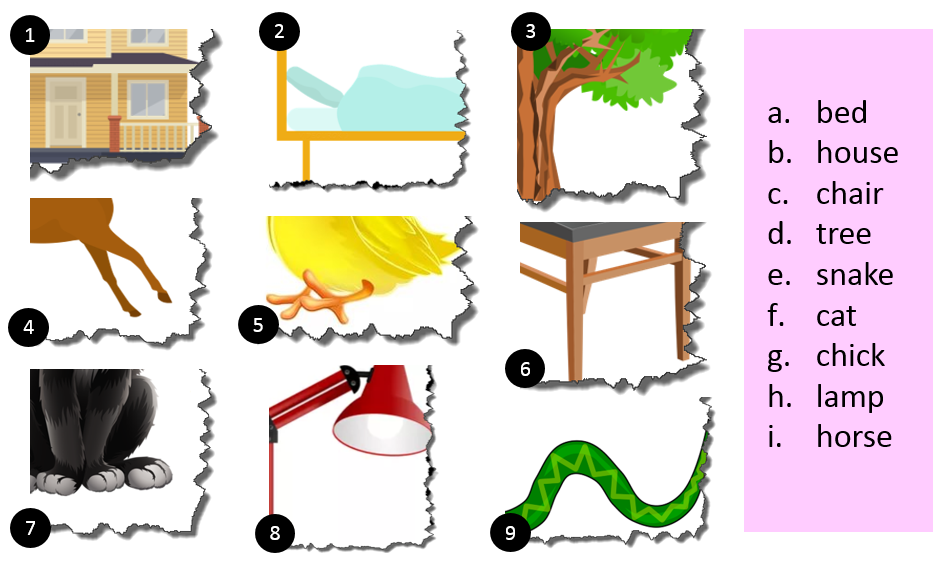 1
2
3
4
5
6
7
8
9
a. bed
b. house
c. chair
d. tree
e. snake
f. cat
g. chick
h. lamp
i. horse